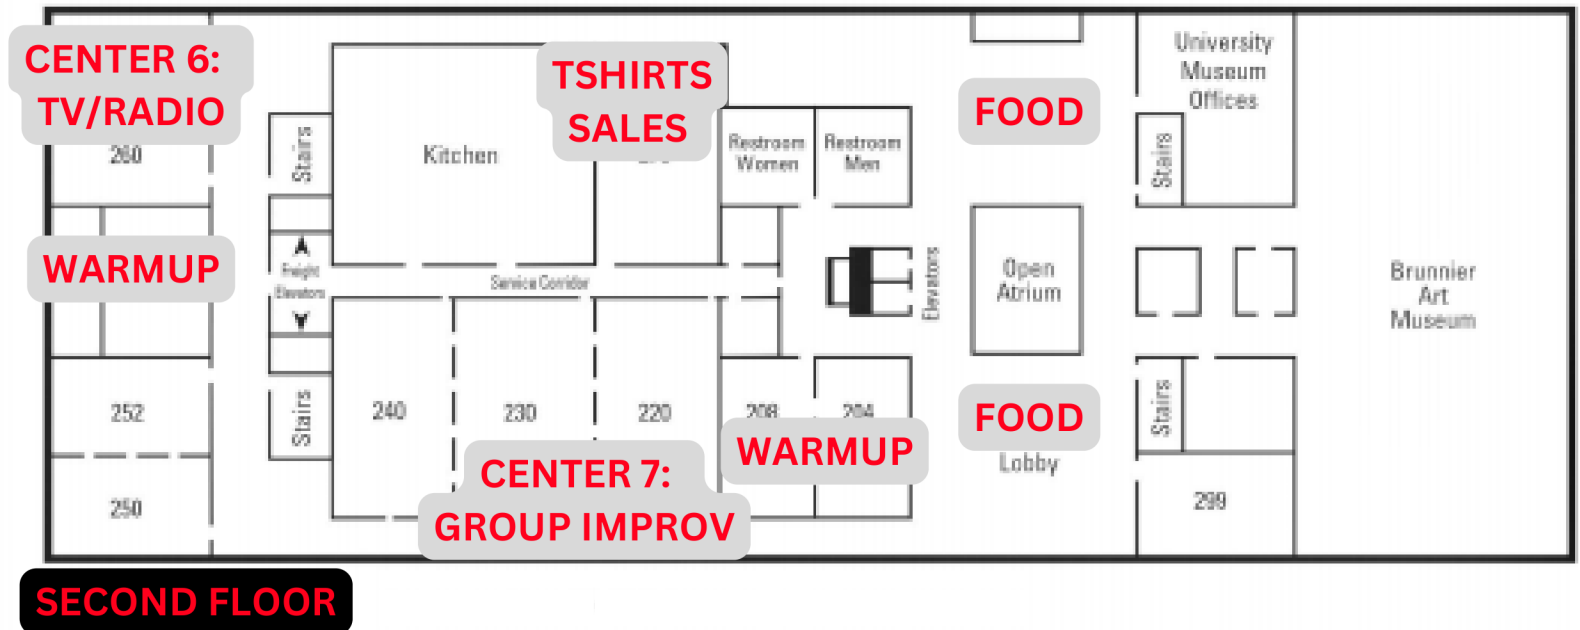 CENTER 6:
TV/RADIO
260
WARMUP
252
250
Stairs
Freight
Elevators
Stairs
Kitchen
TSHIRTS
SALES
Restroom
Women
Restroom
Men
Service Corridor
240
230
220
208
204
CENTER 7:
GROUP IMPROV
WARMUP
Elevators
FOOD
Open
Atrium
FOOD
Lobby
University
Museum
Offices
Stairs
Stairs
299
Brunnier
Art
Museum
SECOND FLOOR